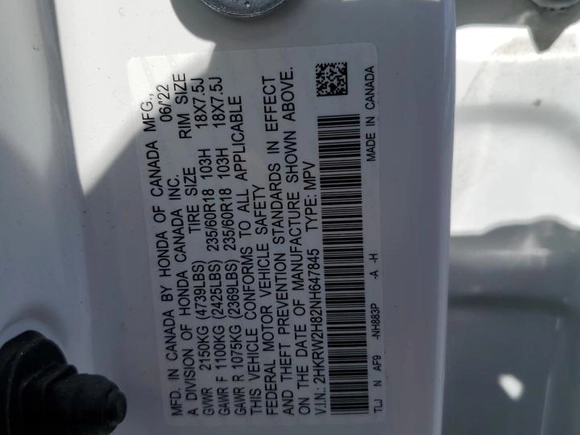 MFD. IN CANADA BY HONDA OF CANADA MFG.,
A DIVISION OF HONDA CANADA INC. 06/22
TIRE SIZE RIM SIZE
GVWR 2150KG (4739LBS)
GAWR F 1100KG (2425LBS) 235/60R18 103H 18X7.5J
GAWR R 1075KG (2369LBS) 235/60R18 103H 18X7.5J
THIS VEHICLE CONFORMS TO ALL APPLICABLE
FEDERAL MOTOR VEHICLE SAFETY
AND THEFT PREVENTION STANDARDS IN EFFECT
ON THE DATE OF MANUFACTURE SHOWN ABOVE.
V.I.N.: 2HKRW2H82NH647845 TYPE: MPV
TLJ N AF9 -NH883P -A -H MADE IN CANADA